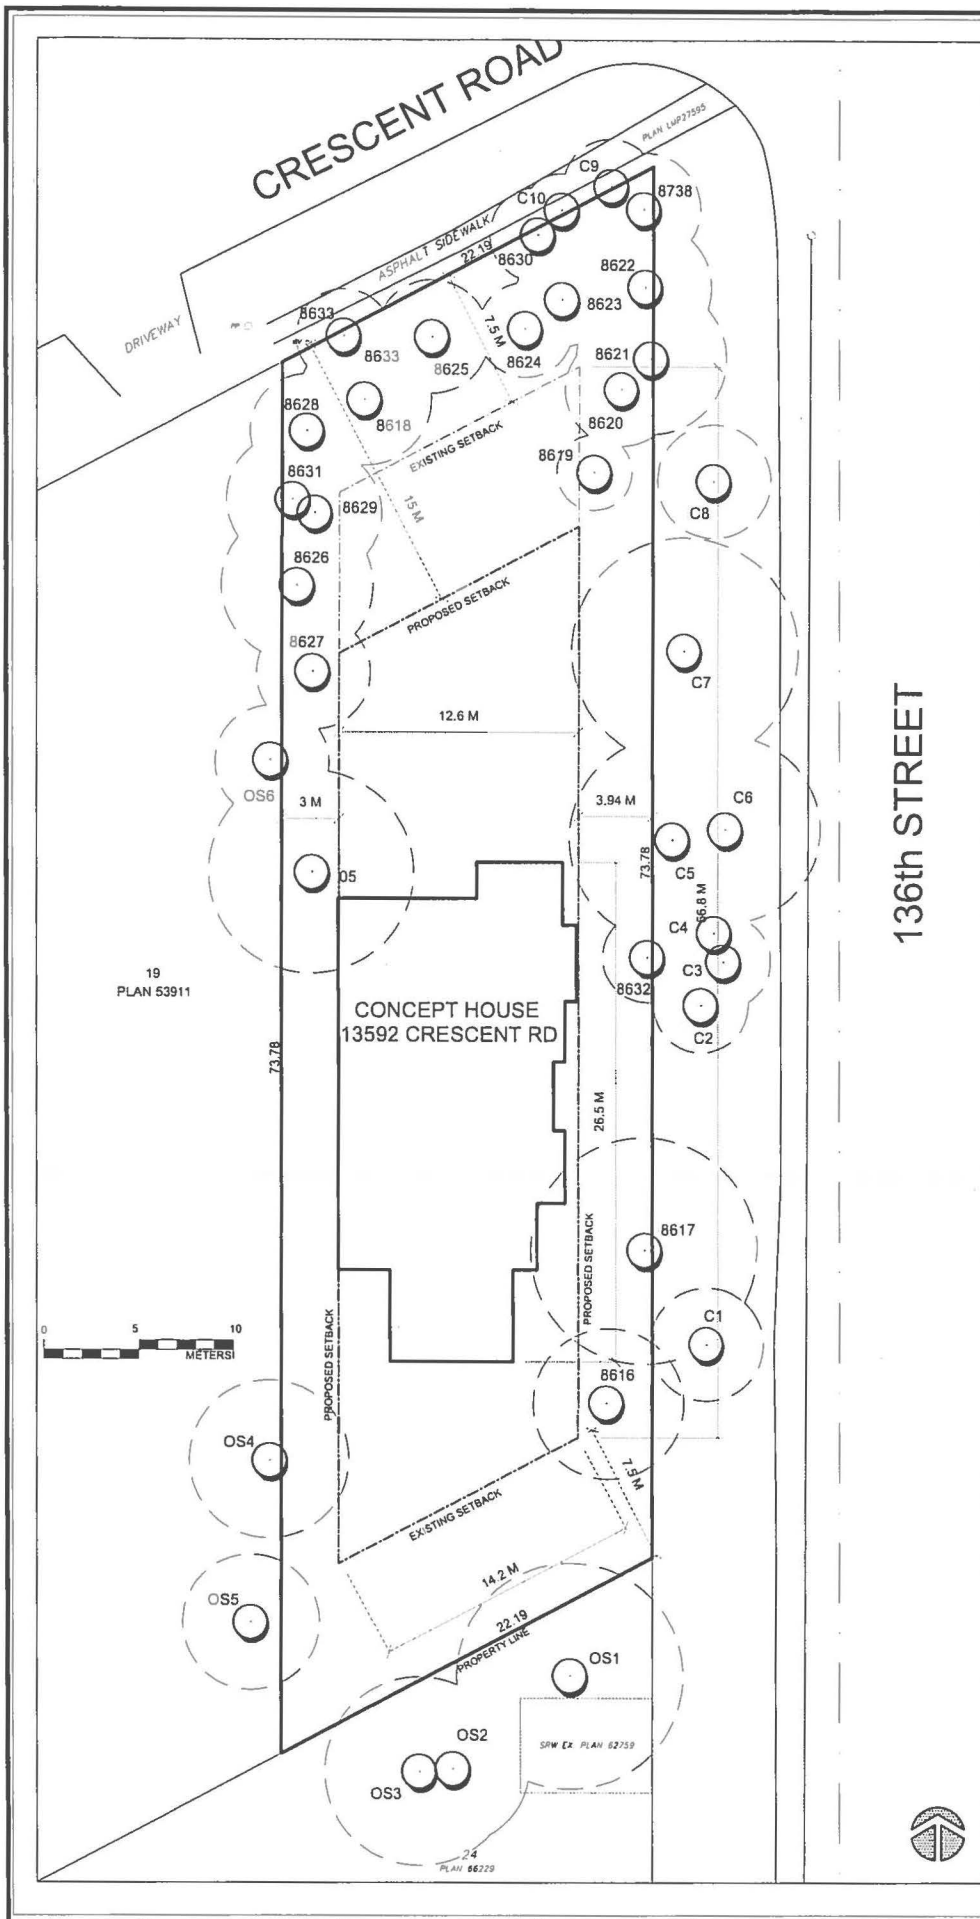 CRESCENT ROAD
PLAN LMP27595
C9
C10
8738
ASPHALT SIDEWALK
22.19
8630
8622
8623
DRIVEWAY
8633
8633
7.5 M
8625
8624
8621
8628
8618
8620
EXISTING SETBACK
8619
8631
15 M
C8
8629
8626
PROPOSED SETBACK
8627
C7
12.6 M
OS6
3 M
3.94 M
C6
136th STREET
73.78
C5
05
56.8 M
C4
19
PLAN 53911
C3
8632
CONCEPT HOUSE
13592 CRESCENT RD
C2
73.78
26.5 M
8617
PROPOSED SETBACK
0 5 10
METERS
C1
PROPOSED SETBACK
8616
OS4
7.5 M
EXISTING SETBACK
14.2 M
OS5
22.19
PROPERTY LINE
OS1
SRW EX. PLAN 62759
OS2
OS3
24
PLAN 66229